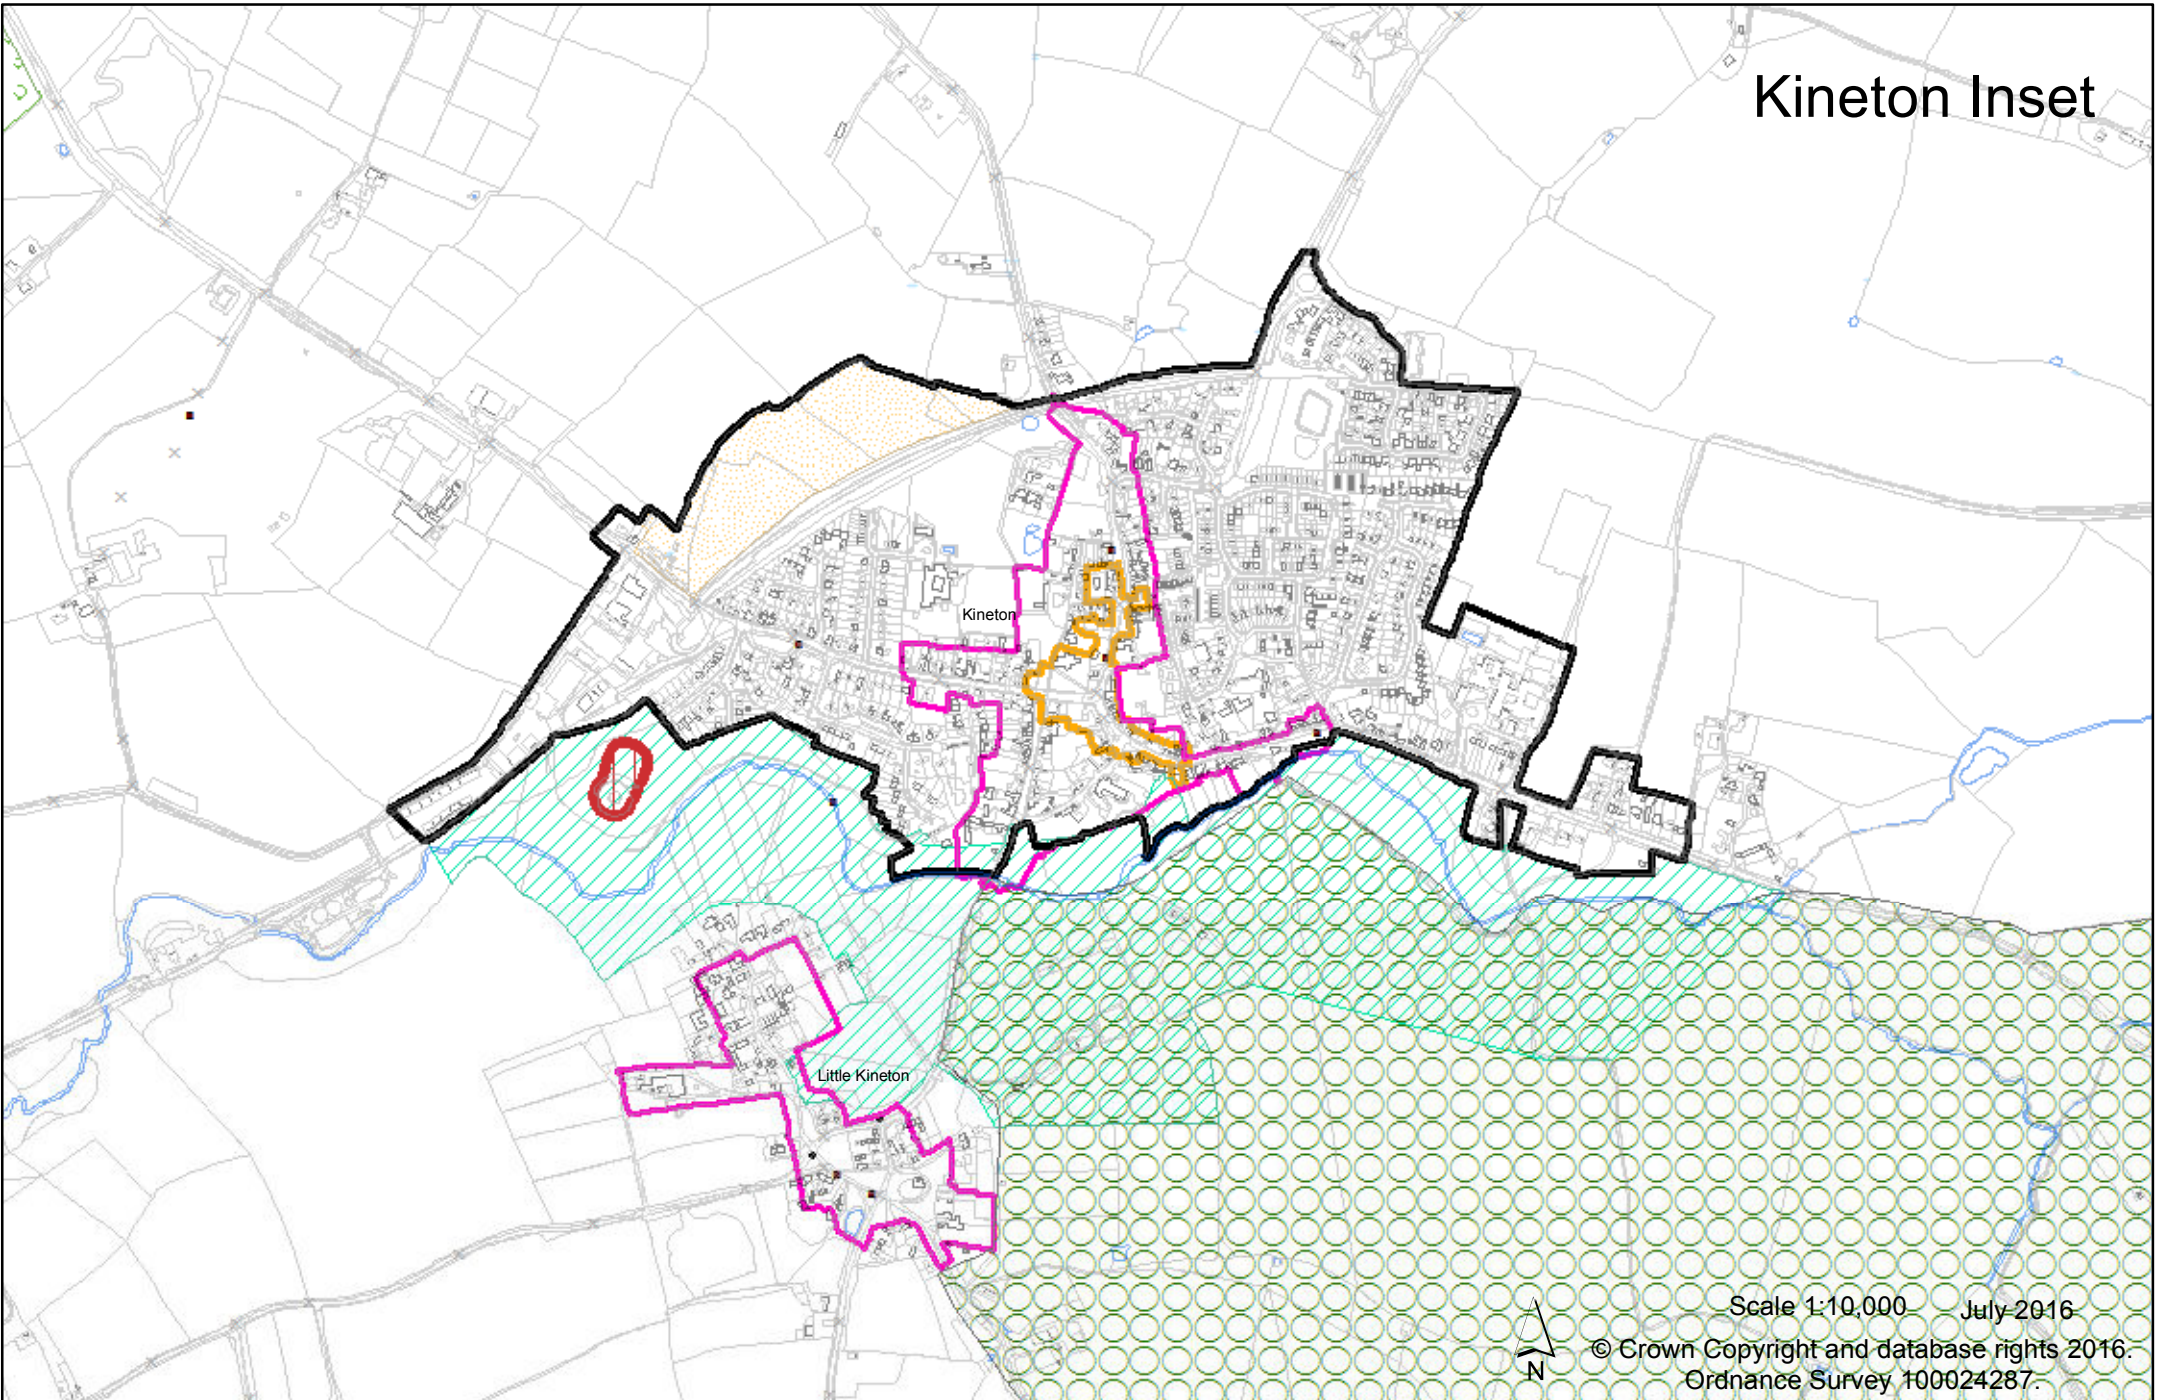 Kineton Inset
Kineton
Little Kineton
Scale 1:10,000 July 2016
© Crown Copyright and database rights 2016.
N
Ordnance Survey 100024287.